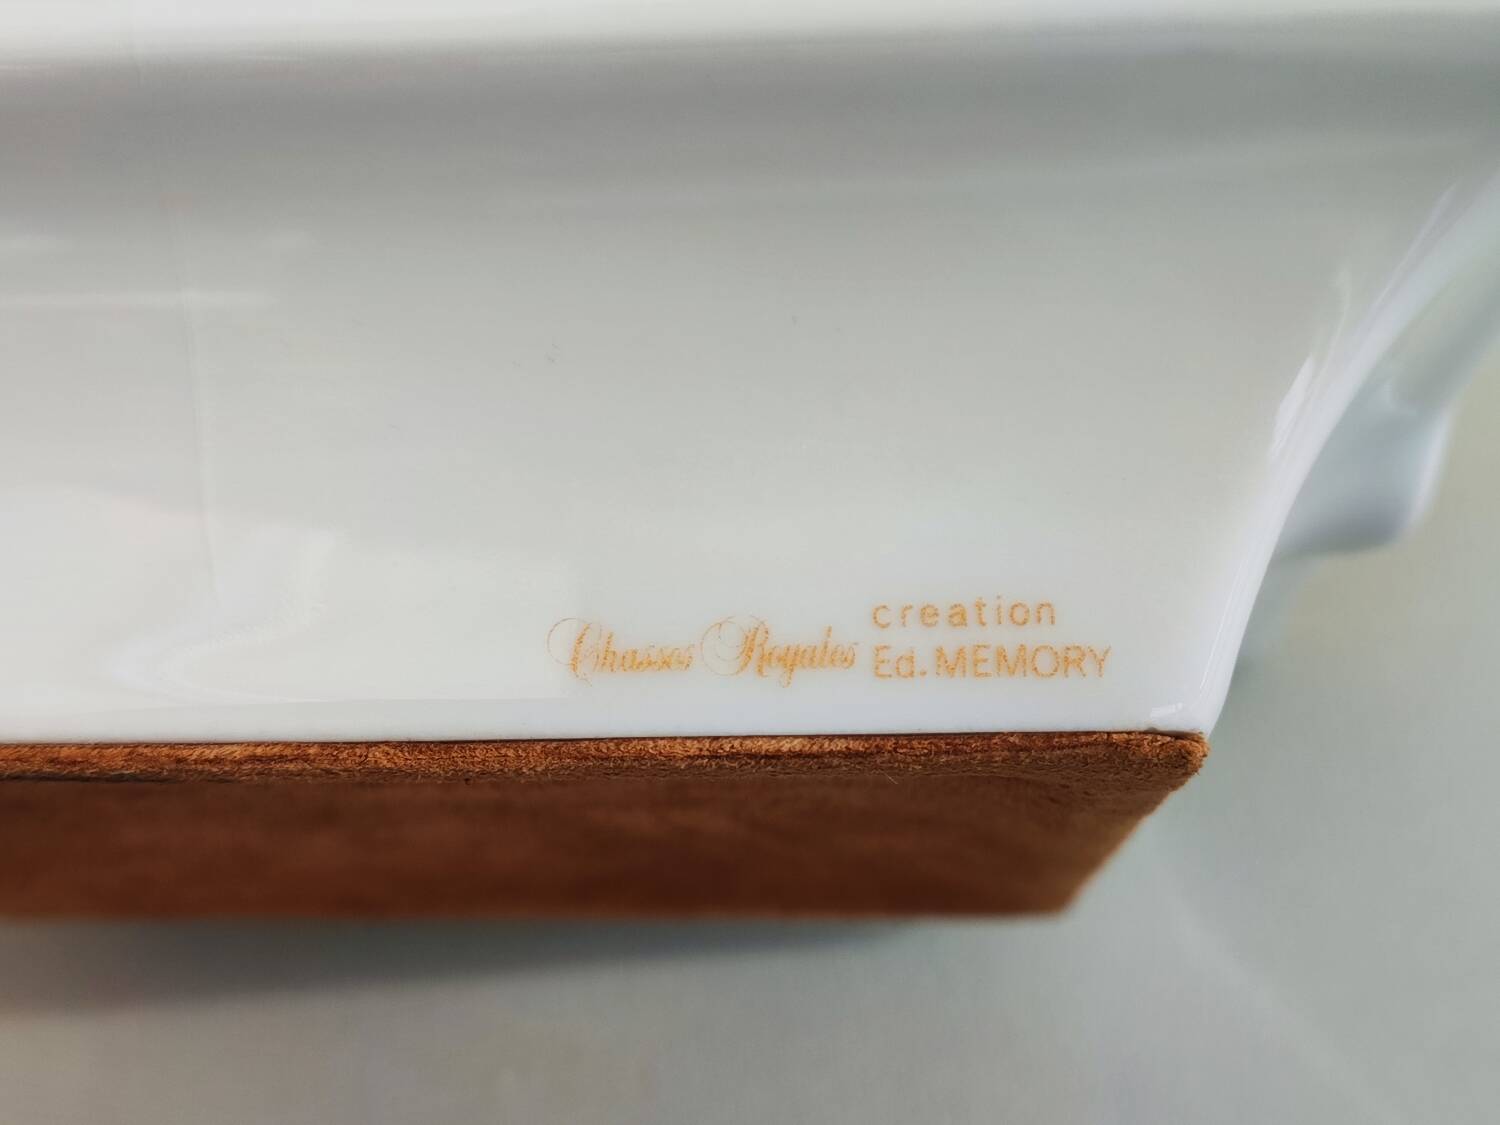 Chasses Royales
creation
Ed. MEMORY